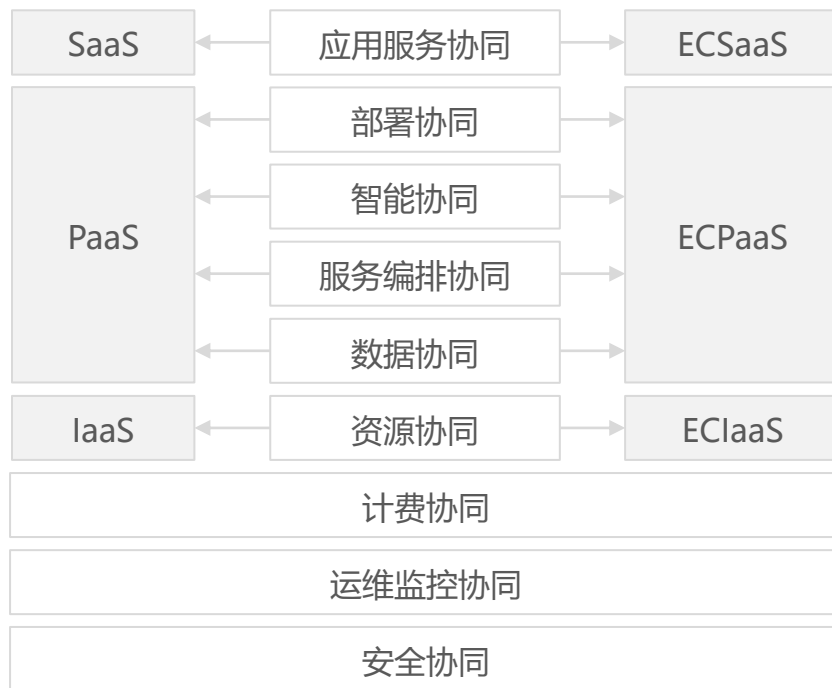 SaaS 应用服务协同 ECSaaS
部署协同
智能协同
PaaS ECPaaS
服务编排协同
数据协同
IaaS 资源协同 ECIaaS
计费协同
运维监控协同
安全协同